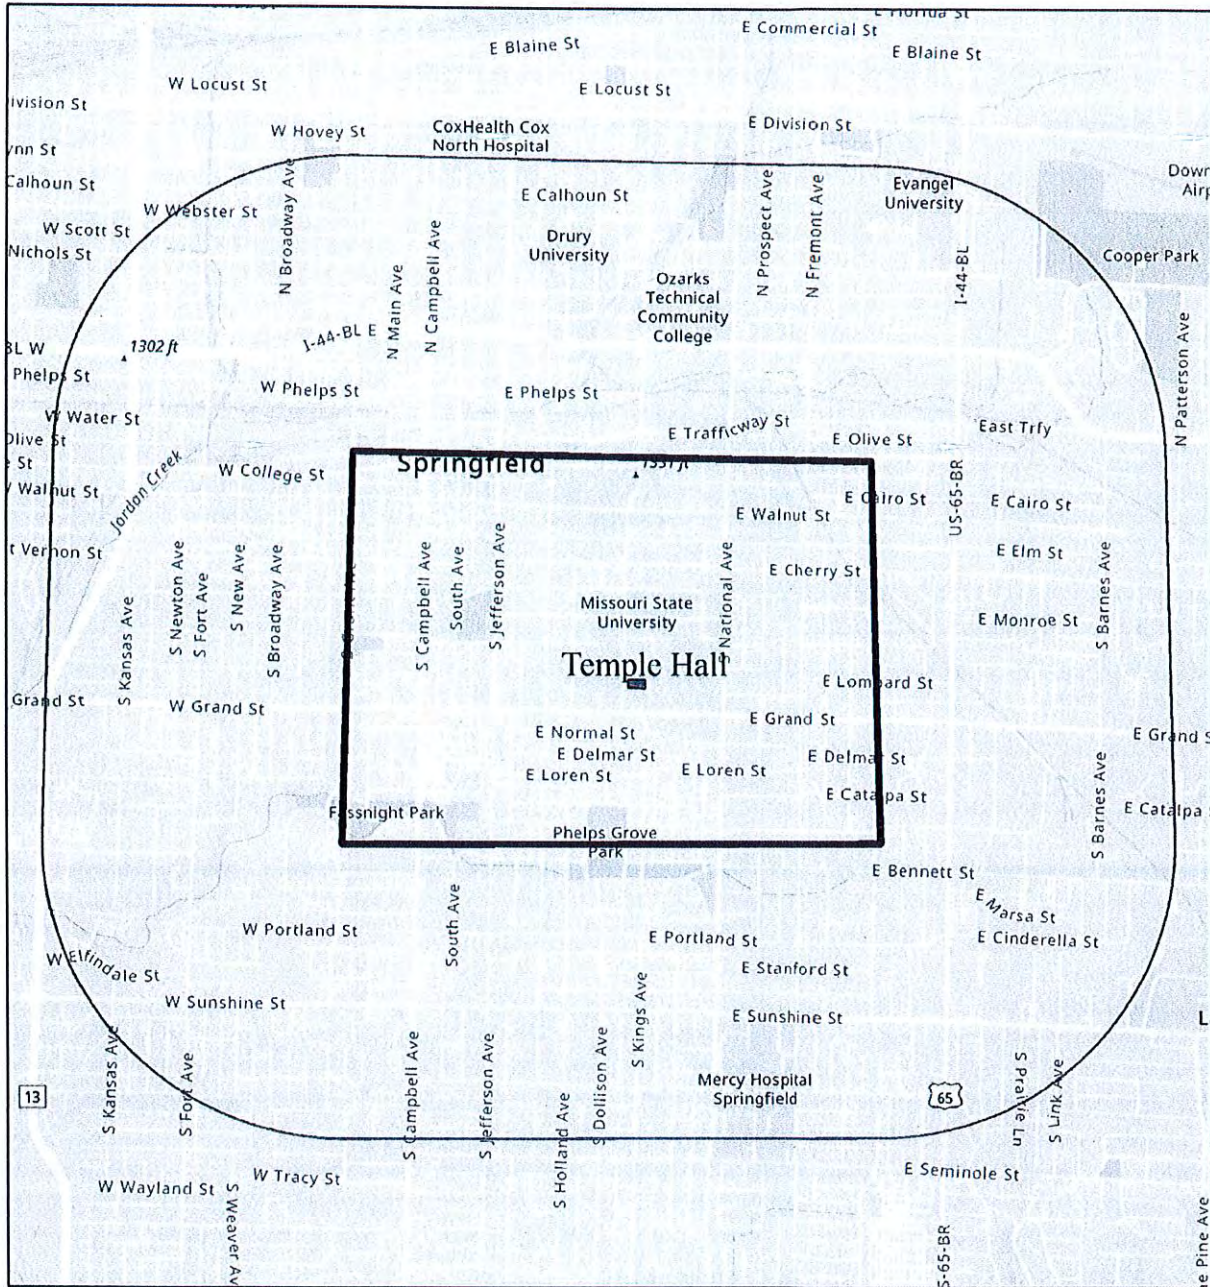 E Commercial St
E Blaine St
E Blaine St
W Locust St
E Locust St
ivision St
W Hovey St
CoxHealth Cox
North Hospital
E Division St
ynn St
Calhoun St
W Webster St
N Broadway Ave
E Calhoun St
N Prospect Ave
N Fremont Ave
Evangel
University
Down
Airp
W Scott St
Nichols St
N Main Ave
N Campbell Ave
Drury
University
I-44-BL
Cooper Park
Ozarks
Technical
Community
College
I-44-BL E
BL W
1302 ft
N Patterson Ave
Phelps St
W Phelps St
E Phelps St
W Water St
E Trafficway St
E Olive St
East Trfy
Olive St
e St
W College St
Springfield
Walnut St
Jordan Creek
E Cairo St
US-65-BR
E Cairo St
E Walnut St
t Vernon St
S Newton Ave
S Fort Ave
S New Ave
S Broadway Ave
S Campbell Ave
South Ave
S Jefferson Ave
National Ave
E Cherry St
E Elm St
S Barnes Ave
S Kansas Ave
Missouri State
University
E Monroe St
Temple Hall
Grand St
W Grand St
E Lombard St
E Grand St
E Normal St
E Grand S
E Delmar St
E Delmar St
E Loren St
E Loren St
E Catalpa St
S Barnes Ave
E Catalpa
Fassnight Park
Phelps Grove
Park
E Bennett St
South Ave
E Marsa St
W Portland St
E Portland St
E Cinderella St
W Elfindale St
E Stanford St
W Sunshine St
S Kings Ave
E Sunshine St
L
S Kansas Ave
S Fort Ave
S Campbell Ave
S Jefferson Ave
S Dollison Ave
S Holland Ave
Mercy Hospital
Springfield
13
65
S Prairie Ln
S Link Ave
W Wayland St
W Tracy St
E Seminole St
S Weaver Av
S-65-BR
e Pine Ave